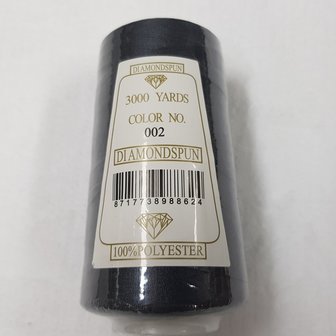 DIAMONDSPUN
3000 YARDS
COLOR NO.
002
DIAMONDSPUN
8717738988624
100%POLYESTER